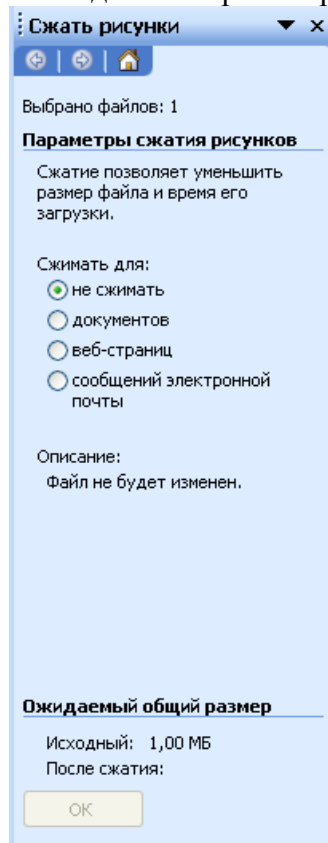 Сжать рисунки
Выбрано файлов: 1
Параметры сжатия рисунков
Сжатие позволяет уменьшить
размер файла и время его
загрузки.
Сжимать для:
не сжимать
документов
веб-страниц
сообщений электронной
почты
Описание:
Файл не будет изменен.
Ожидаемый общий размер
Исходный: 1,00 МБ
После сжатия:
ОК